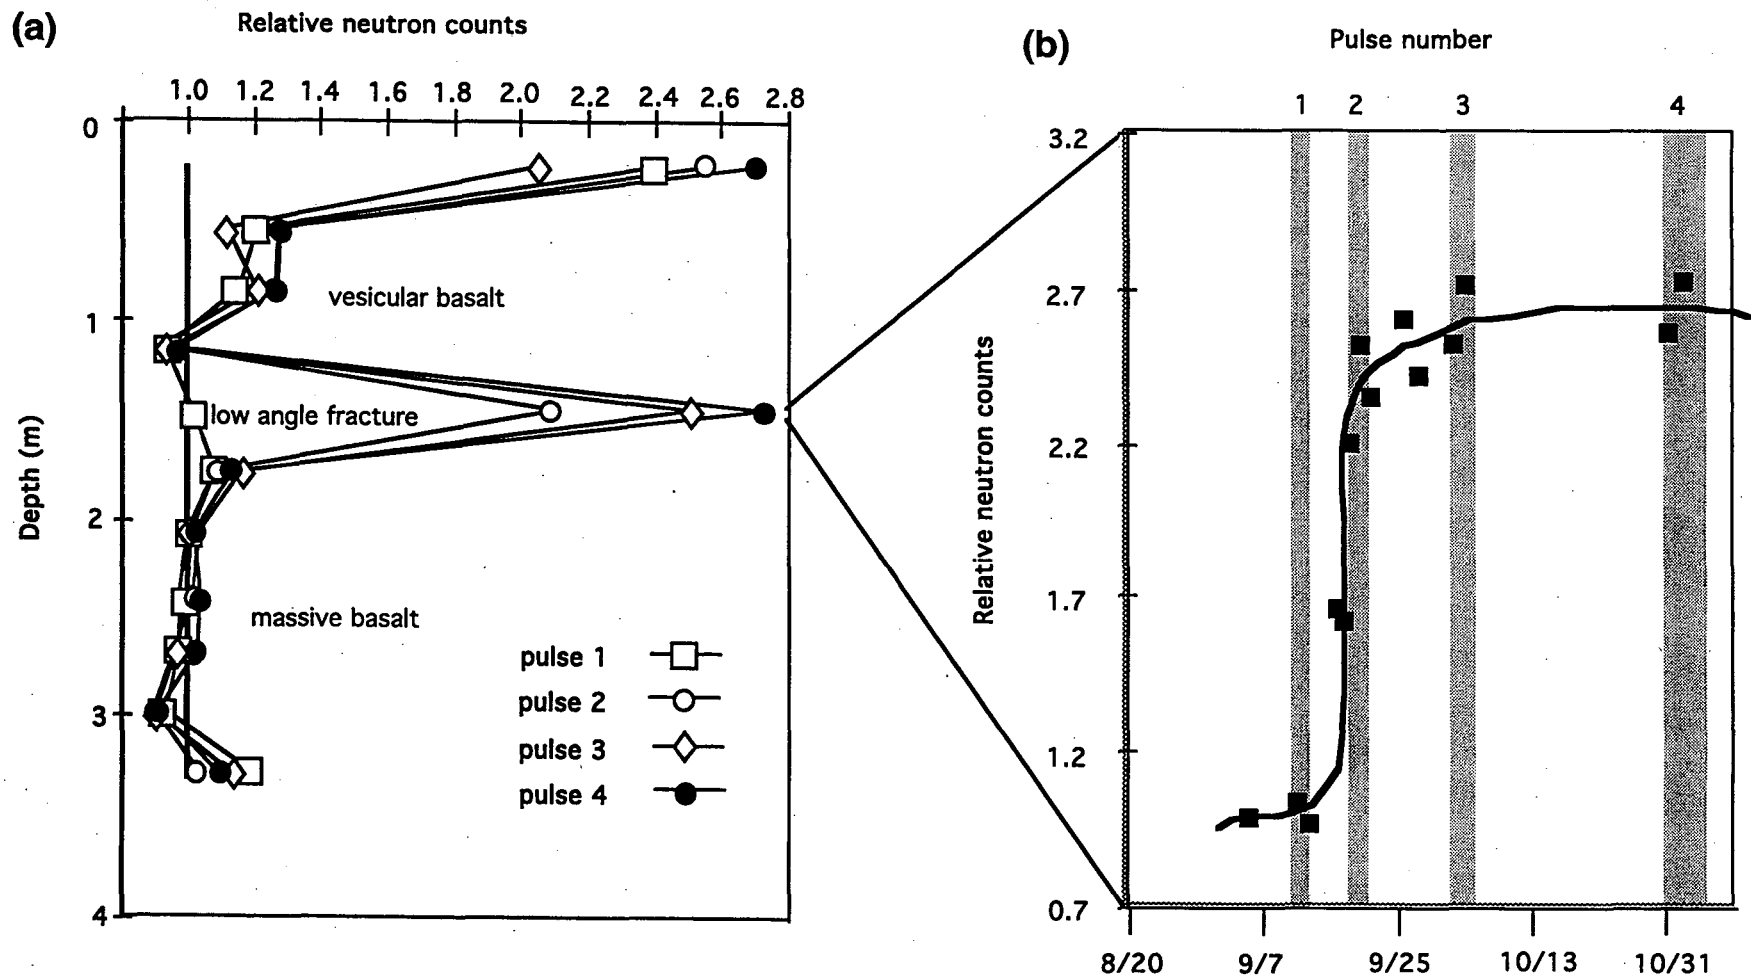 (a)
Relative neutron counts
1.0 1.2 1.4 1.6 1.8 2.0 2.2 2.4 2.6 2.8
0
1
2
3
4
Depth (m)
vesicular basalt
low angle fracture
massive basalt
pulse 1
pulse 2
pulse 3
pulse 4
(b)
Pulse number
1 2 3 4
3.2
2.7
2.2
1.7
1.2
0.7
Relative neutron counts
8/20 9/7 9/25 10/13 10/31